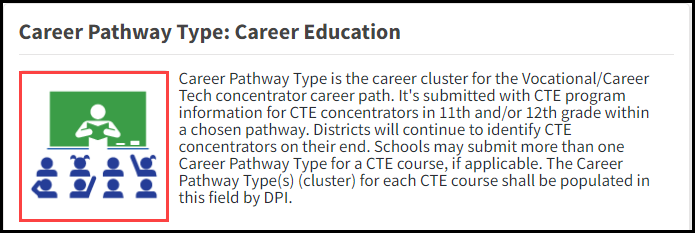 Career Pathway Type: Career Education
Career Pathway Type is the career cluster for the Vocational/Career
Tech concentrator career path. It's submitted with CTE program
information for CTE concentrators in 11th and/or 12th grade within
a chosen pathway. Districts will continue to identify CTE
concentrators on their end. Schools may submit more than one
Career Pathway Type for a CTE course, if applicable. The Career
Pathway Type(s) (cluster) for each CTE course shall be populated in
this field by DPI.